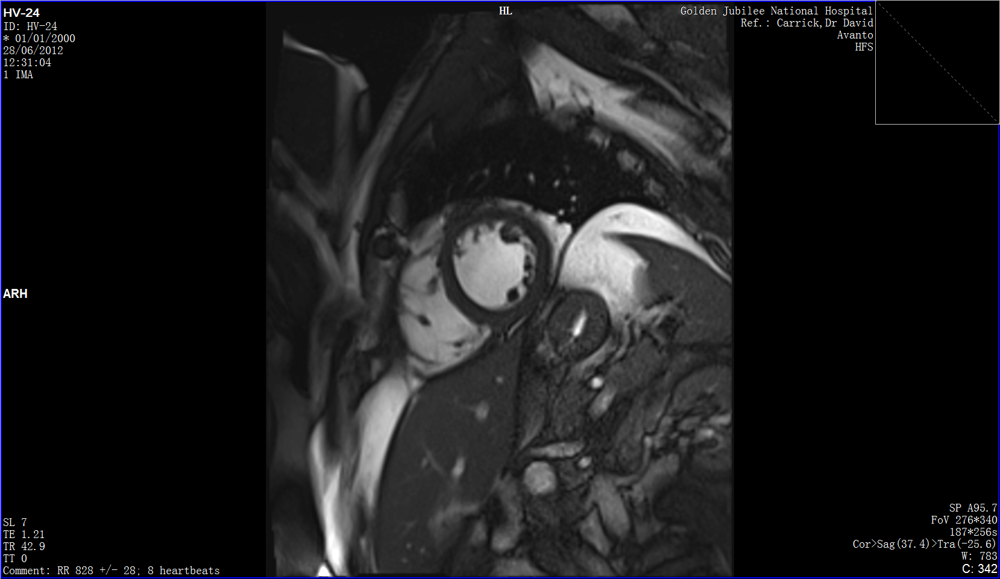 HV-24
ID: HV-24
* 01/01/2000
28/06/2012
12:31:04
1 IMA
HL
Golden Jubilee National Hospital
Ref.: Carrick,Dr David
Avanto
HFS
ARH
SL 7
TE 1.21
TR 42.9
TT 0
Comment: RR 828 +/- 28; 8 heartbeats
SP A95.7
FoV 276*340
187*256s
Cor>Sag(37.4)>Tra(-25.6)
W: 783
C: 342